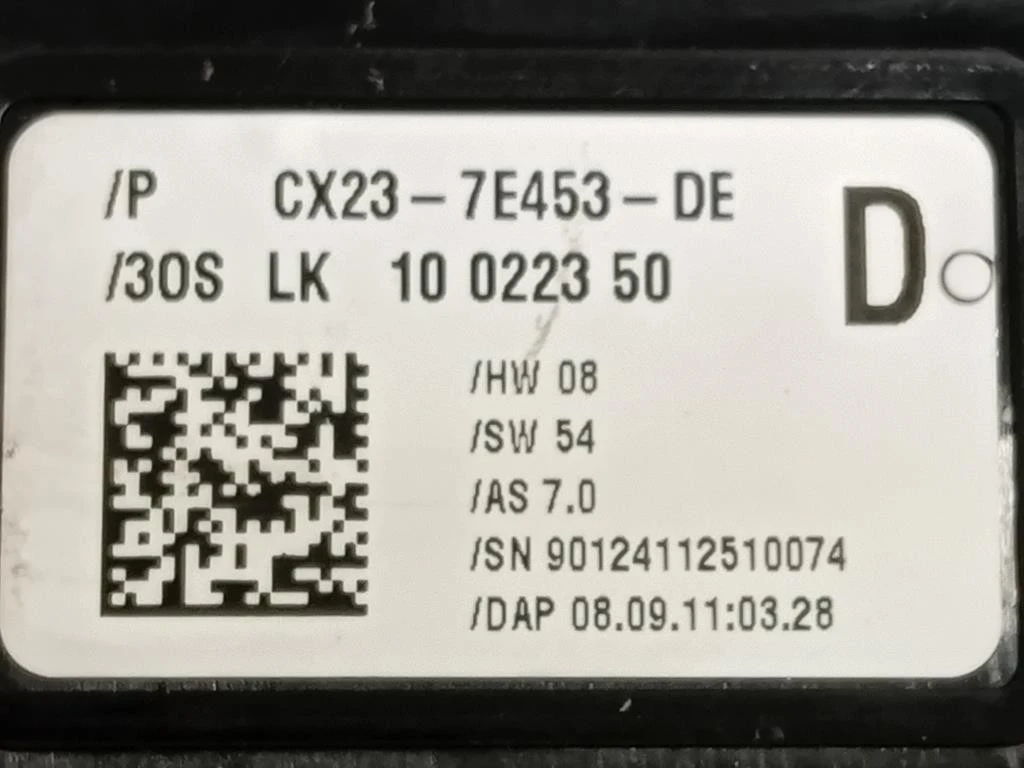 /P CX23-7E453-DE
D
/30S LK 10 0223 50
/HW 08
/SW 54
/AS 7.0
/SN 90124112510074
/DAP 08.09.11:03.28